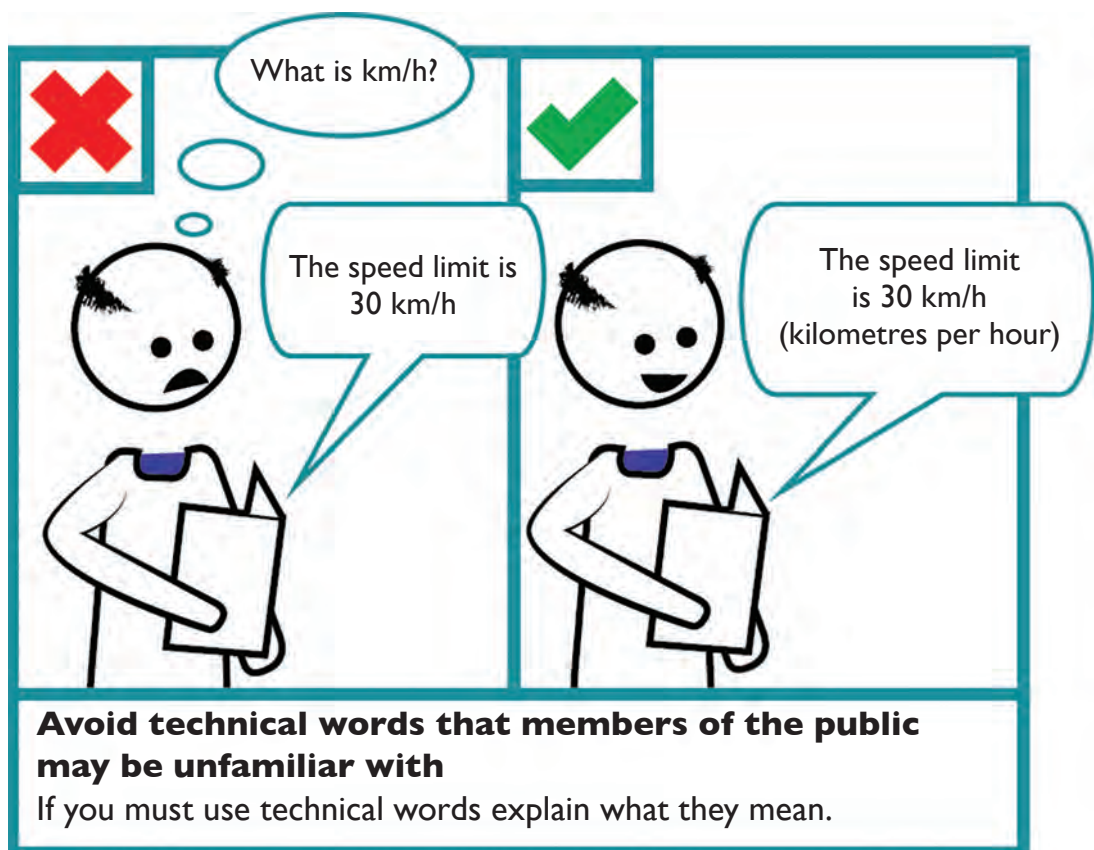 What is km/h?
The speed limit is
30 km/h
The speed limit
is 30 km/h
(kilometres per hour)
Avoid technical words that members of the public
may be unfamiliar with
If you must use technical words explain what they mean.